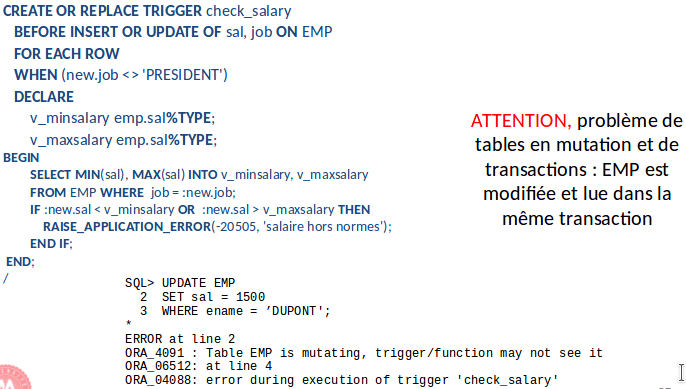 CREATE OR REPLACE TRIGGER check_salary
BEFORE INSERT OR UPDATE OF sal, job ON EMP
FOR EACH ROW
WHEN (new.job <> 'PRESIDENT')
DECLARE
v_minsalary emp.sal%TYPE;
v_maxsalary emp.sal%TYPE;
BEGIN
SELECT MIN(sal), MAX(sal) INTO v_minsalary, v_maxsalary
FROM EMP WHERE job = :new.job;
IF :new.sal < v_minsalary OR :new.sal > v_maxsalary THEN
RAISE_APPLICATION_ERROR(-20505, 'salaire hors normes');
END IF;
END;
/
ATTENTION, problème de
tables en mutation et de
transactions : EMP est
modifiée et lue dans la
même transaction
SQL> UPDATE EMP
2 SET sal = 1500
3 WHERE ename = ’DUPONT';
*
ERROR at line 2
ORA_4091 : Table EMP is mutating, trigger/function may not see it
ORA_06512: at line 4
ORA_04088: error during execution of trigger 'check_salary'